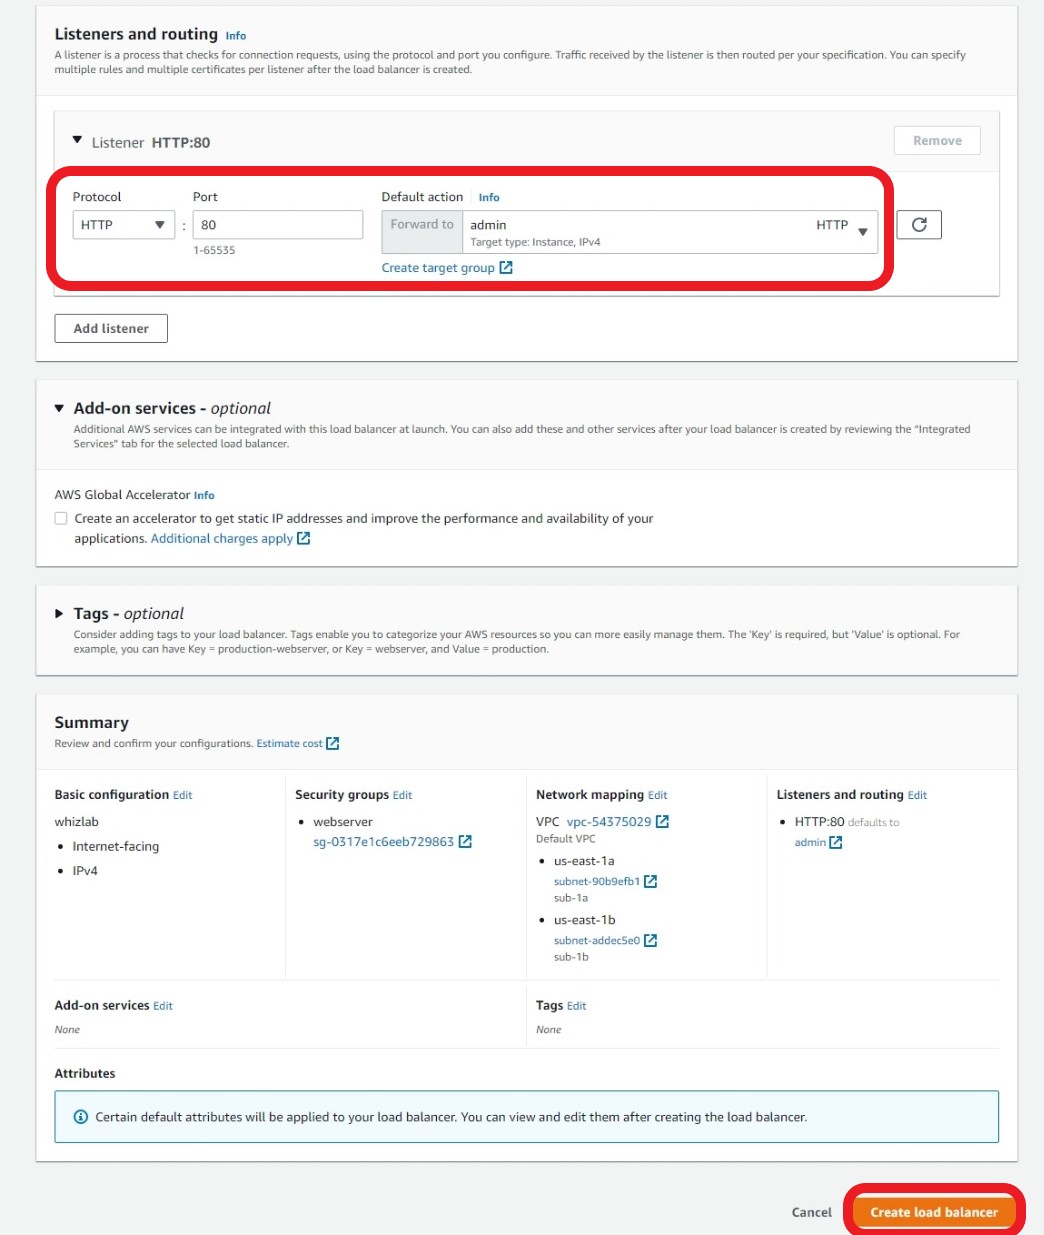 Listeners and routing Info
A listener is a process that checks for connection requests, using the protocol and port you configure. Traffic received by the listener is then routed per your specification. You can specify
multiple rules and multiple certificates per listener after the load balancer is created.
Listener HTTP:80
Remove
Protocol
Port
Default action Info
HTTP
:
80
1-65535
Forward to
admin
HTTP
Target type: Instance, IPv4
Create target group
Add listener
Add-on services - optional
Additional AWS services can be integrated with this load balancer at launch. You can also add these and other services after your load balancer is created by reviewing the "Integrated
Services" tab for the selected load balancer.
AWS Global Accelerator Info
Create an accelerator to get static IP addresses and improve the performance and availability of your
applications. Additional charges apply
Tags - optional
Consider adding tags to your load balancer. Tags enable you to categorize your AWS resources so you can more easily manage them. The 'Key' is required, but 'Value' is optional. For
example, you can have Key = production-webserver, or Key = webserver, and Value = production.
Summary
Review and confirm your configurations. Estimate cost
Basic configuration Edit
whizlab
• Internet-facing
• IPv4
Security groups Edit
• webserver
sg-0317e1c6eeb729863
Network mapping Edit
VPC vpc-54375029
Default VPC
• us-east-1a
subnet-90b9efb1
sub-1a
• us-east-1b
subnet-addec5e0
sub-1b
Listeners and routing Edit
• HTTP:80 defaults to
admin
Add-on services Edit
None
Tags Edit
None
Attributes
Certain default attributes will be applied to your load balancer. You can view and edit them after creating the load balancer.
Cancel
Create load balancer